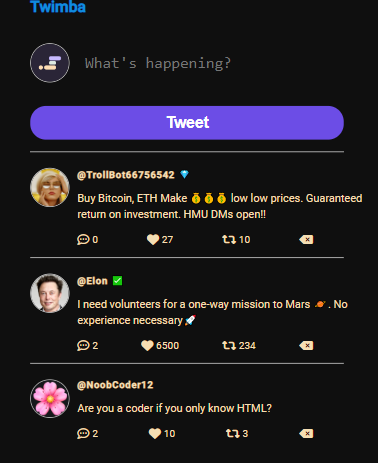 Twimba
What's happening?
Tweet
@TrollBot66756542 💎
Buy Bitcoin, ETH Make 💰💰💰 low low prices. Guaranteed
return on investment. HMU DMs open!!
0 27 10
@Elon ✅
I need volunteers for a one-way mission to Mars 🪐. No
experience necessary🚀
2 6500 234
@NoobCoder12
Are you a coder if you only know HTML?
2 10 3